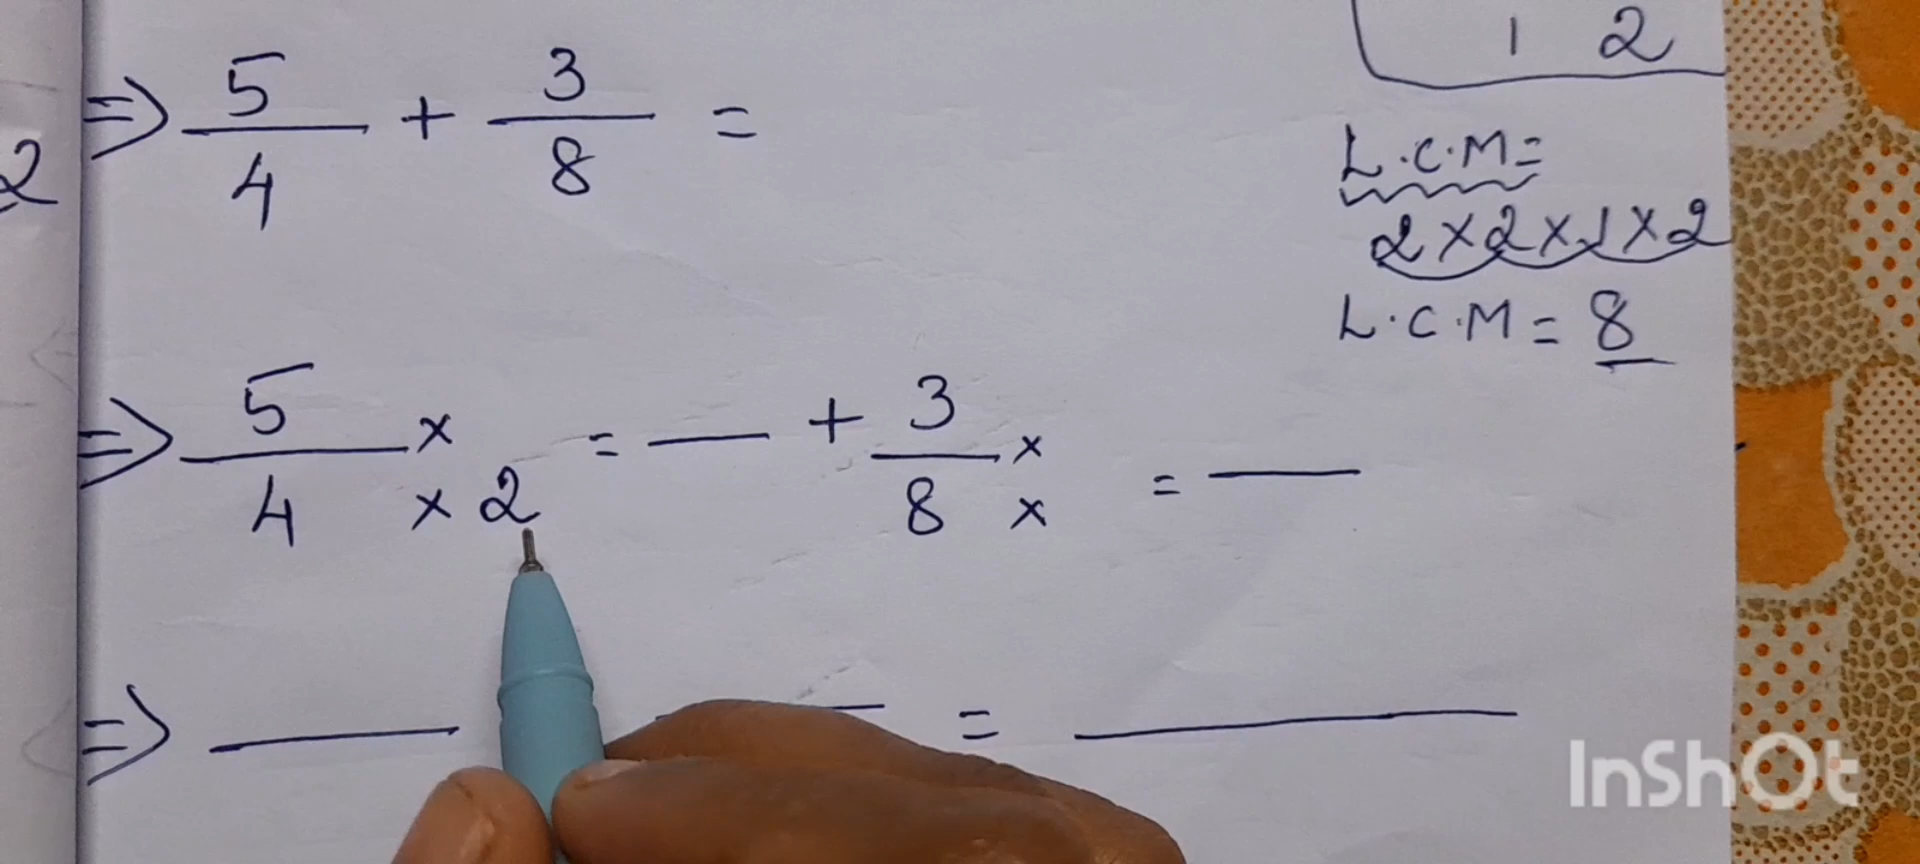 1 2
2
⇒ 5/4 + 3/8 =
L.C.M =
2 × 2 × 1 × 2
L.C.M = 8
⇒ 5/4 × × 2 = — + 3/8 × × = —
⇒ — — = —
InShOt